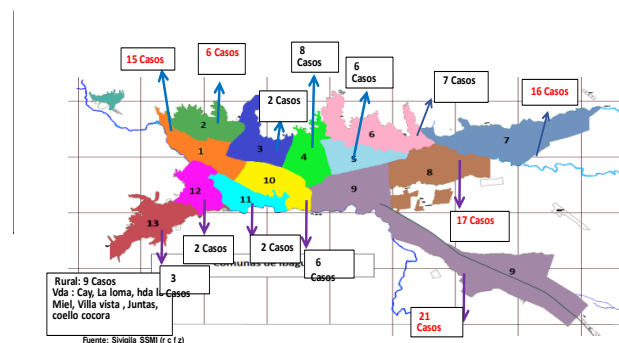 15 Casos
6 Casos
8
Casos
6
Casos
2 Casos
7 Casos
16 Casos
2
1
3
4
5
6
7
8
9
10
11
12
13
9
17 Casos
2 Casos
2 Casos
6
Casos
3
Casos
21
Casos
Comunas de Ibag
Rural: 9 Casos
Vda : Cay, La loma, hda la
Miel, Villa vista , Juntas,
coello cocora
Fuente: Sivigila SSMI (r c f z)